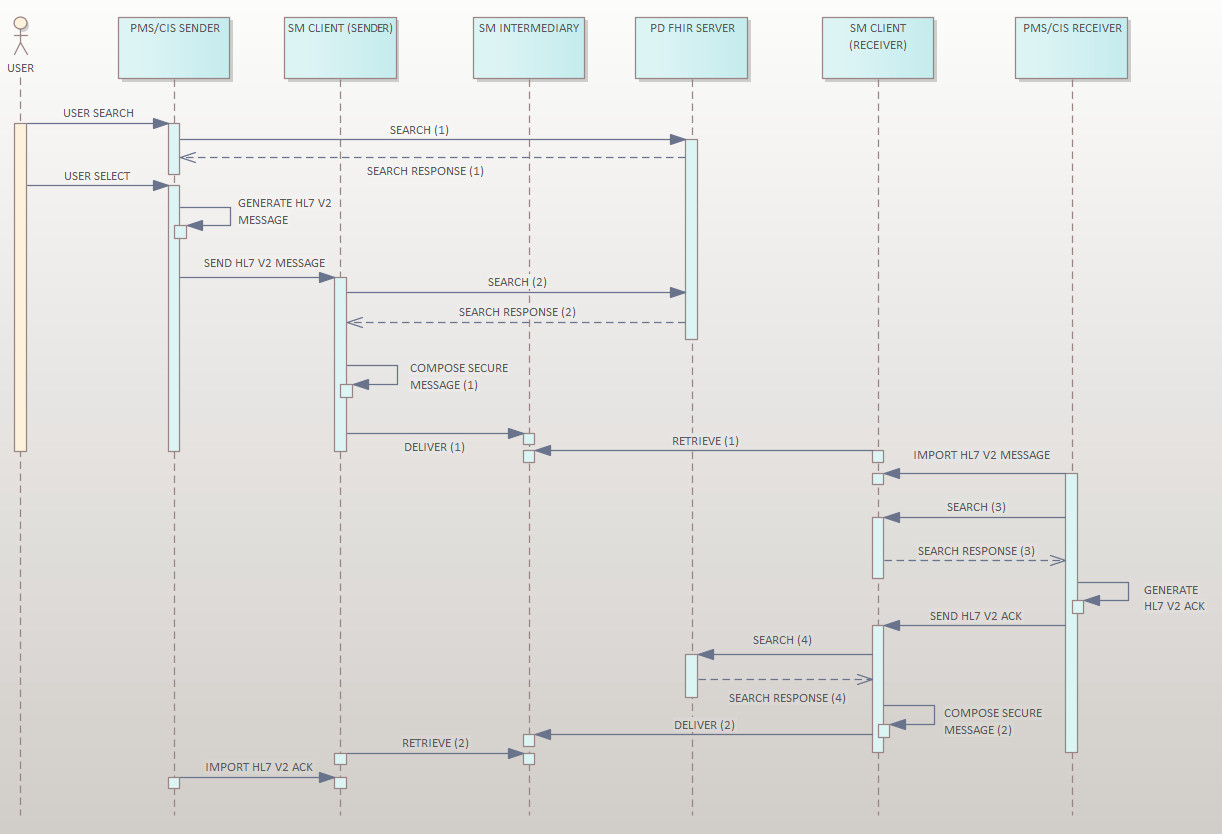 USER
PMS/CIS SENDER
SM CLIENT (SENDER)
SM INTERMEDIARY
PD FHIR SERVER
SM CLIENT
(RECEIVER)
PMS/CIS RECEIVER
USER SEARCH
SEARCH (1)
SEARCH RESPONSE (1)
USER SELECT
GENERATE HL7 V2
MESSAGE
SEND HL7 V2 MESSAGE
SEARCH (2)
SEARCH RESPONSE (2)
COMPOSE SECURE
MESSAGE (1)
DELIVER (1)
RETRIEVE (1)
IMPORT HL7 V2 MESSAGE
SEARCH (3)
SEARCH RESPONSE (3)
GENERATE
HL7 V2 ACK
SEND HL7 V2 ACK
SEARCH (4)
SEARCH RESPONSE (4)
COMPOSE SECURE
MESSAGE (2)
DELIVER (2)
RETRIEVE (2)
IMPORT HL7 V2 ACK